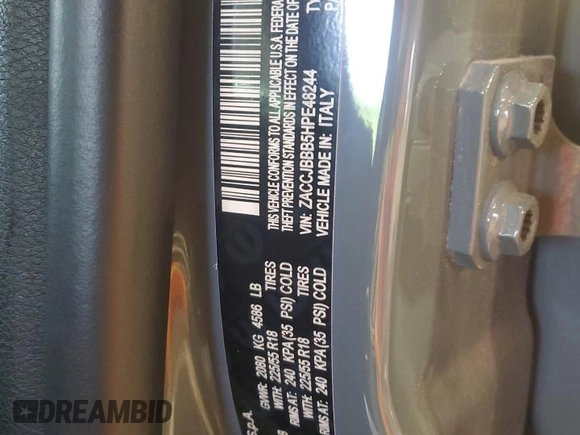 S.p.A.
GVWR: 2080 KG 4586 LB
WITH: 225/55 R18 TIRES
RIMS AT: 240 KPA(35 PSI) COLD
WITH: 225/55 R18 TIRES
RIMS AT: 240 KPA(35 PSI) COLD
CONFORMS TO ALL APPLICABLE U.S.A. FEDERAL
THEFT PREVENTION STANDARDS IN EFFECT ON THE DATE OF
VIN: ZACCJBBB5HPE48244
VEHICLE MADE IN: ITALY
TY
DREAMBID